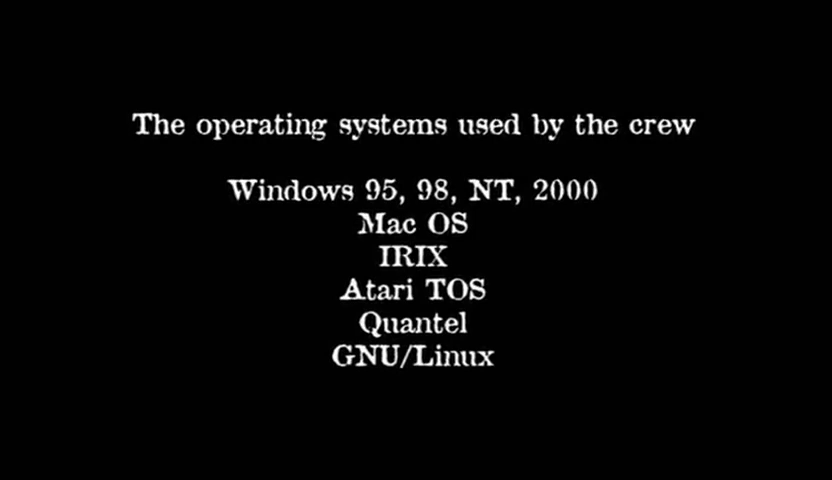 The operating systems used by the crew
Windows 95, 98, NT, 2000
Mac OS
IRIX
Atari TOS
Quantel
GNU/Linux